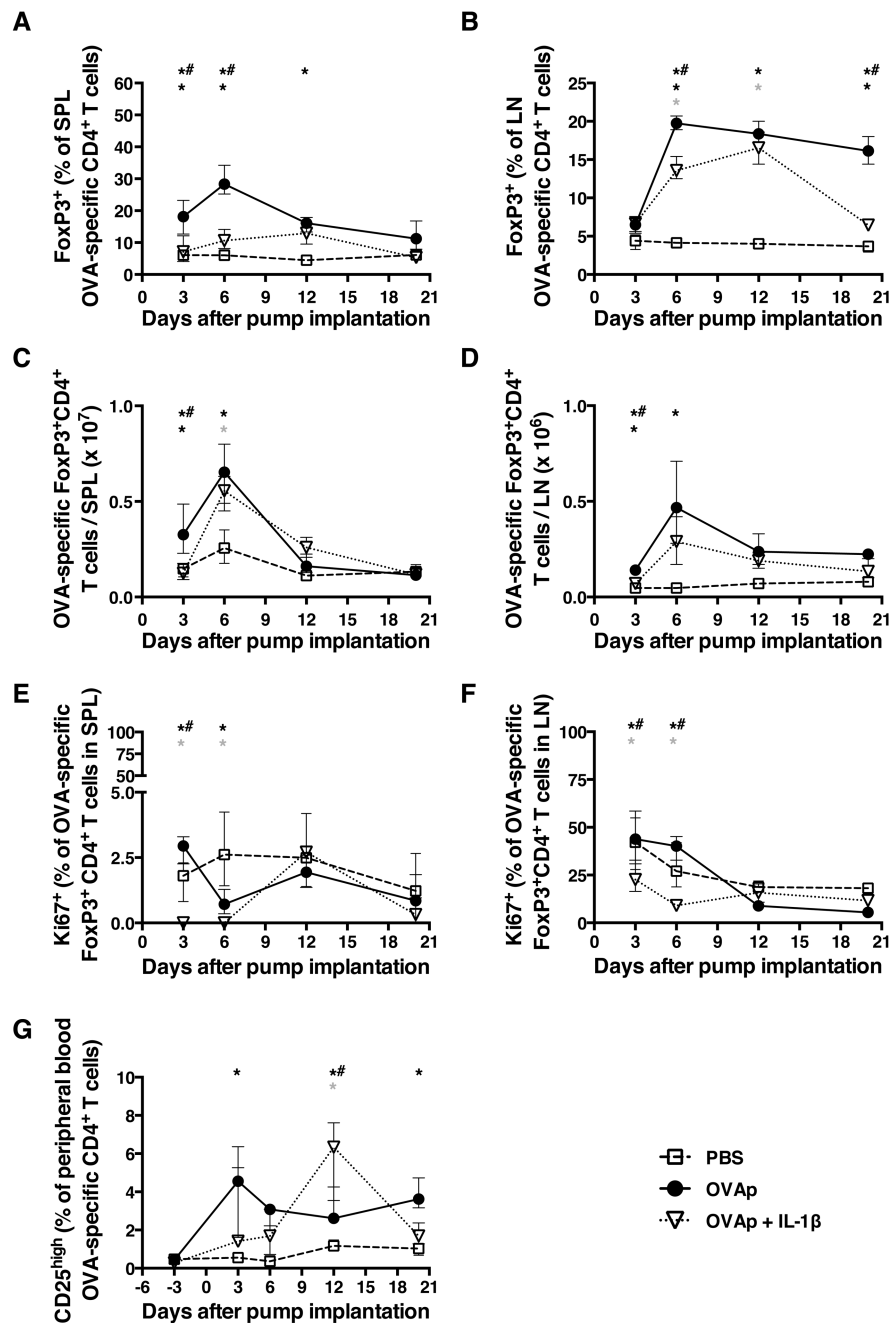 A
FoxP3⁺ (% of SPL
OVA-specific CD4⁺ T cells)
60
50
40
30
20
10
0
*# *# *
* *
0 3 6 9 12 15 18 21
Days after pump implantation
B
FoxP3⁺ (% of LN
OVA-specific CD4⁺ T cells)
25
20
15
10
5
0
*# * *#
* * *
*
0 3 6 9 12 15 18 21
Days after pump implantation
C
OVA-specific FoxP3⁺CD4⁺
T cells / SPL (x 10⁷)
1.0
0.5
0.0
*# *
* *
0 3 6 9 12 15 18 21
Days after pump implantation
D
OVA-specific FoxP3⁺CD4⁺
T cells / LN (x 10⁶)
1.0
0.5
0.0
*# *
*
0 3 6 9 12 15 18 21
Days after pump implantation
E
Ki67⁺ (% of OVA-specific
FoxP3⁺ CD4⁺ T cells in SPL)
100
75
50
5.0
2.5
0.0
*# *
* *
0 3 6 9 12 15 18 21
Days after pump implantation
F
Ki67⁺ (% of OVA-specific
FoxP3⁺CD4⁺ T cells in LN)
100
75
50
25
0
*# *#
* *
0 3 6 9 12 15 18 21
Days after pump implantation
G
CD25ʰⁱᵍʰ (% of peripheral blood
OVA-specific CD4⁺ T cells)
10
8
6
4
2
0
* *# *
*
-6 -3 0 3 6 9 12 15 18 21
Days after pump implantation
PBS
OVAp
OVAp + IL-1β